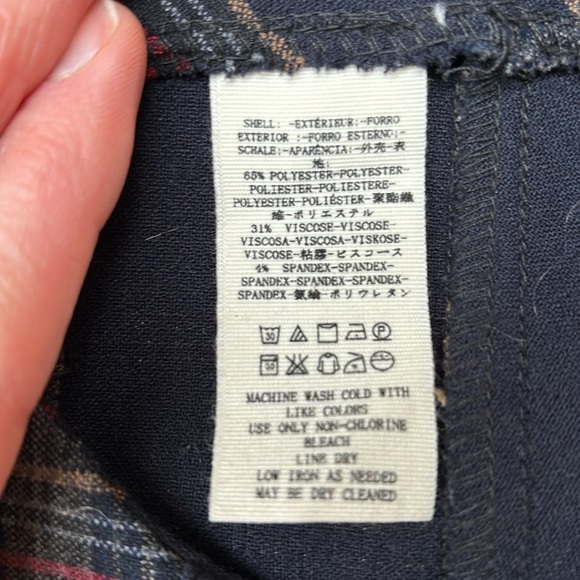 SHELL: -EXTÉRIEUR:-FORRO
EXTERIOR :-FORRO ESTERNO:-
SCHALE:-APARÊNCIA:-外壳-表
地:
65% POLYESTER-POLYESTER-
POLIESTER-POLIESTERE-
POLYESTER-POLIÉSTER-聚酯纖
維-ポリエステル
31% VISCOSE-VISCOSE-
VISCOSA-VISCOSA-VISKOSE-
VISCOSE-粘膠-ビスコース
4% SPANDEX-SPANDEX-
SPANDEX-SPANDEX-SPANDEX-
SPANDEX-氨綸-ポリウレタン
30
MACHINE WASH COLD WITH
LIKE COLORS
USE ONLY NON-CHLORINE
BLEACH
LINE DRY
LOW IRON AS NEEDED
MAY BE DRY CLEANED